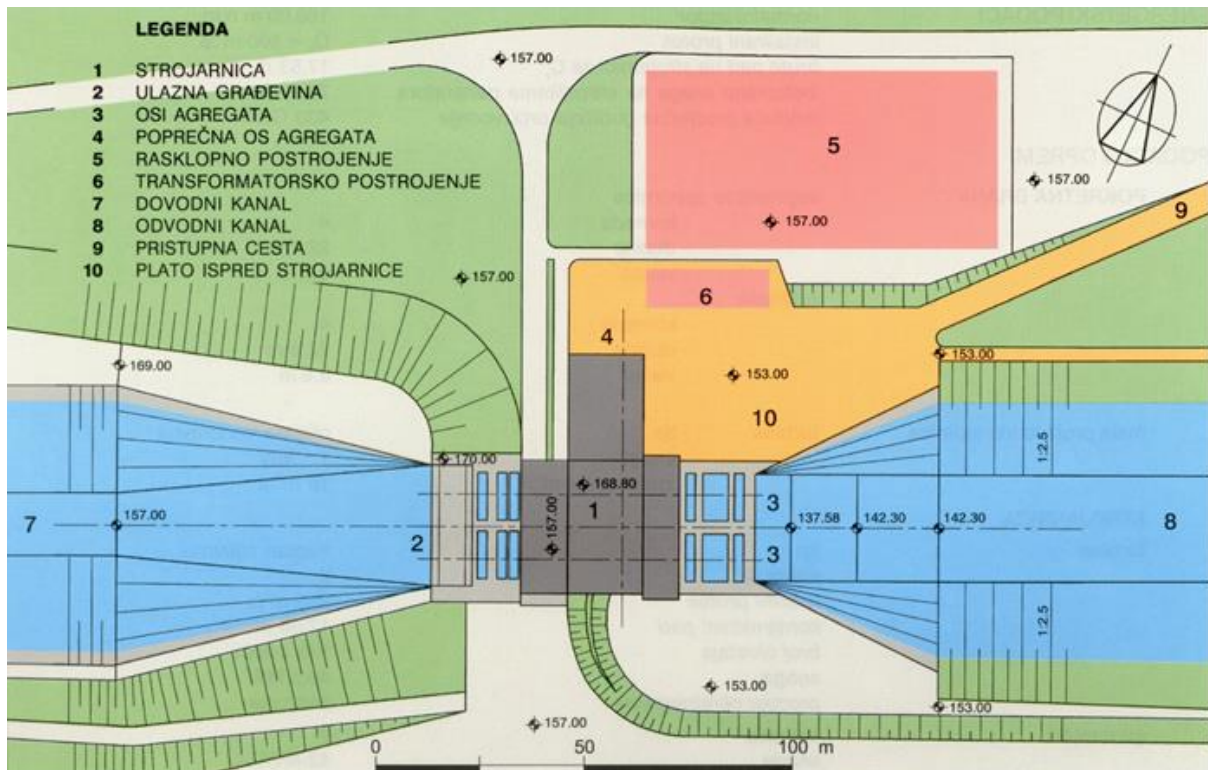 LEGENDA
1 STROJARNICA
2 ULAZNA GRAĐEVINA
3 OSI AGREGATA
4 POPREČNA OS AGREGATA
5 RASKLOPNO POSTROJENJE
6 TRANSFORMATORSKO POSTROJENJE
7 DOVODNI KANAL
8 ODVODNI KANAL
9 PRISTUPNA CESTA
10 PLATO ISPRED STROJARNICE
157.00
5
157.00
9
157.00
157.00
6
4
153.00
169.00
153.00
10
170.00
1:2.5
168.80
157.00
1
3
7
157.00
2
137.58
142.30
142.30
8
3
1:2.5
153.00
153.00
157.00
0 50 100 m